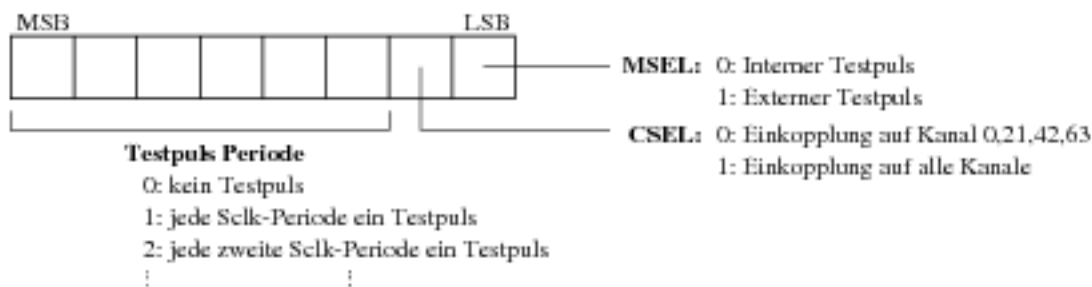 MSB LSB
MSEL: 0: Interner Testpuls
1: Externer Testpuls
CSEL: 0: Einkopplung auf Kanal 0,21,42,63
1: Einkopplung auf alle Kanale
Testpuls Periode
0: kein Testpuls
1: jede Sclk-Periode ein Testpuls
2: jede zweite Sclk-Periode ein Testpuls